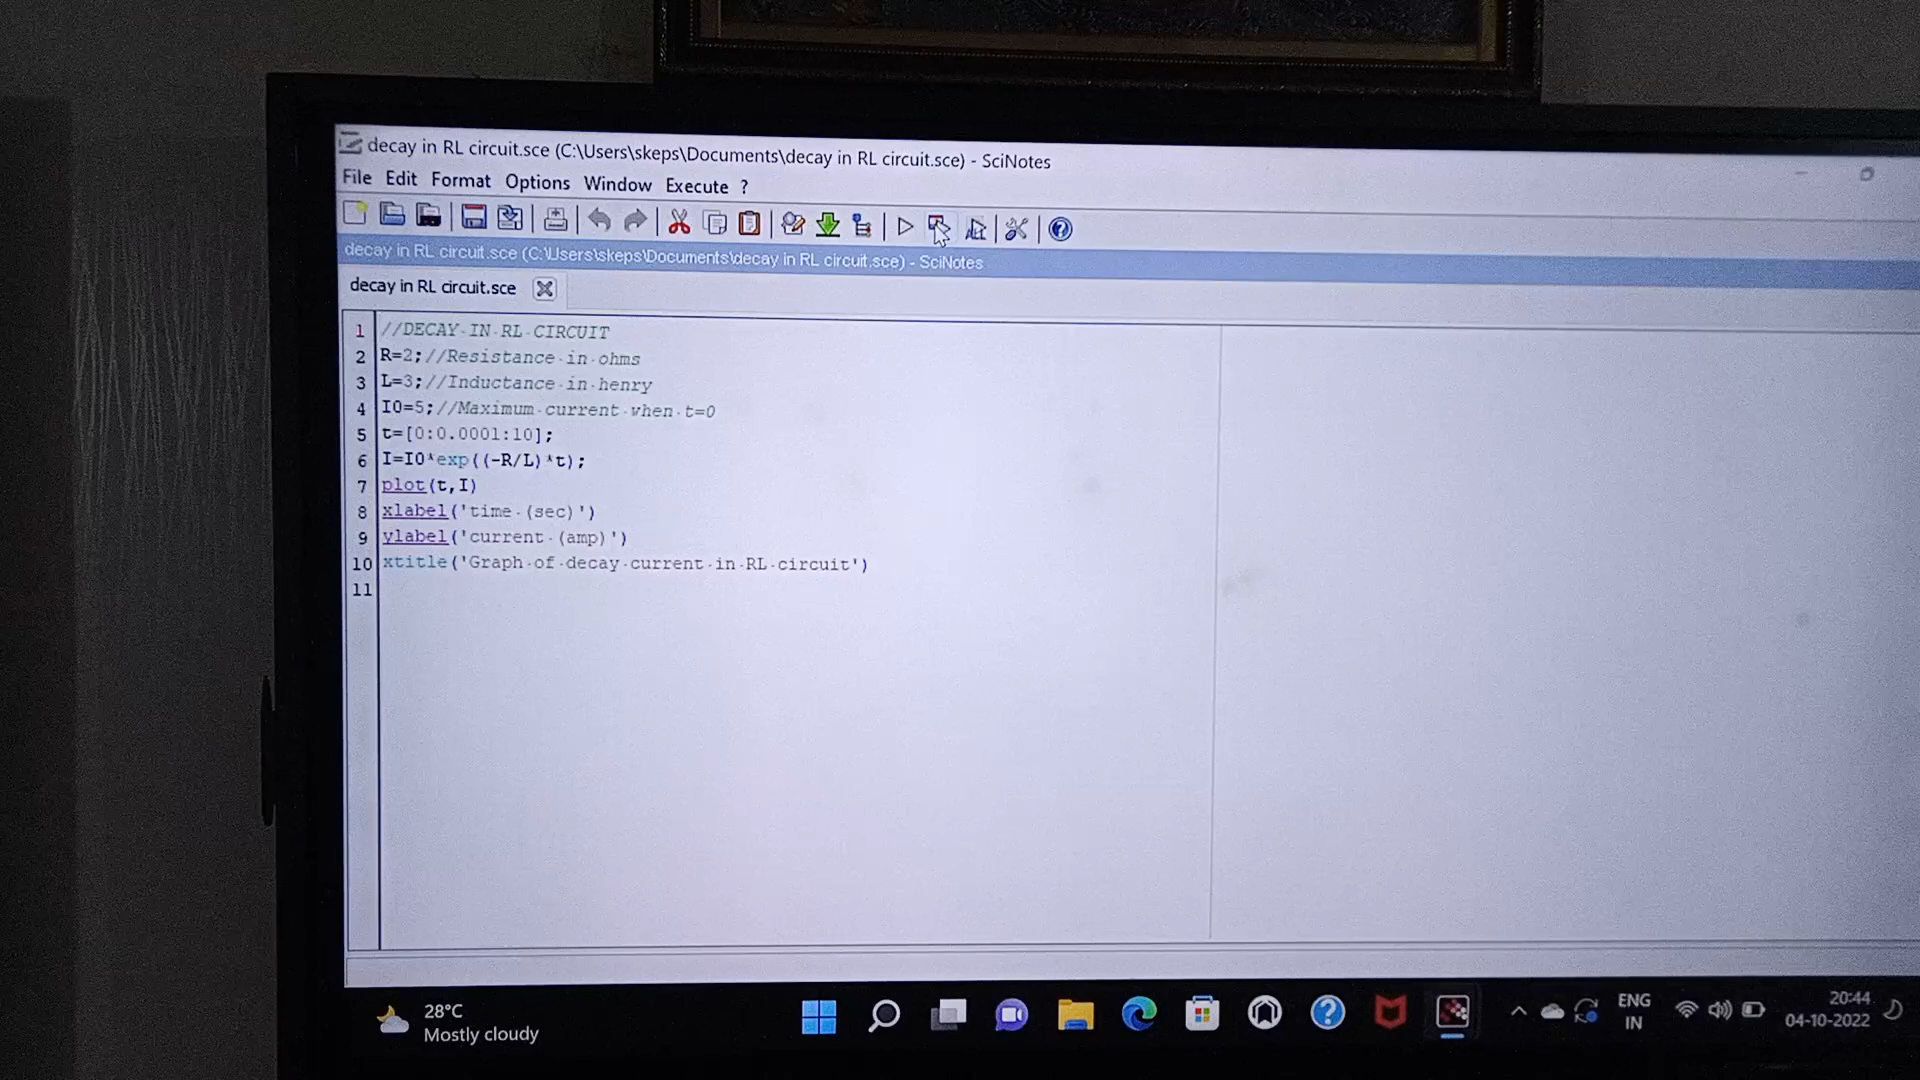 decay in RL circuit.sce (C:\Users\skeps\Documents\decay in RL circuit.sce) - SciNotes
File Edit Format Options Window Execute ?
decay in RL circuit.sce (C:\Users\skeps\Documents\decay in RL circuit.sce) - SciNotes
decay in RL circuit.sce
1 //DECAY IN RL CIRCUIT
2 R=2;//Resistance in ohms
3 L=3;//Inductance in henry
4 I0=5;//Maximum current when t=0
5 t=[0:0.0001:10];
6 I=I0*exp((-R/L)*t);
7 plot(t,I)
8 xlabel('time (sec)')
9 ylabel('current (amp)')
10 xtitle('Graph of decay current in RL circuit')
11
28°C
Mostly cloudy
ENG
IN
20:44
04-10-2022